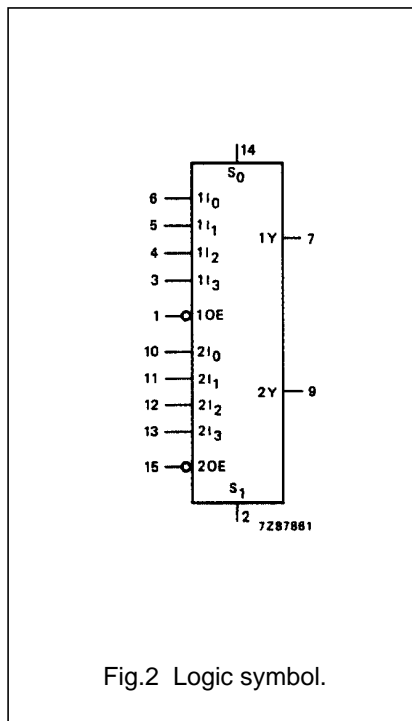 14
S₀
6 1I₀
5 1I₁
1Y 7
4 1I₂
3 1I₃
1 1OE
10 2I₀
11 2I₁
2Y 9
12 2I₂
13 2I₃
15 2OE
S₁
2
7Z87861
Fig.2 Logic symbol.